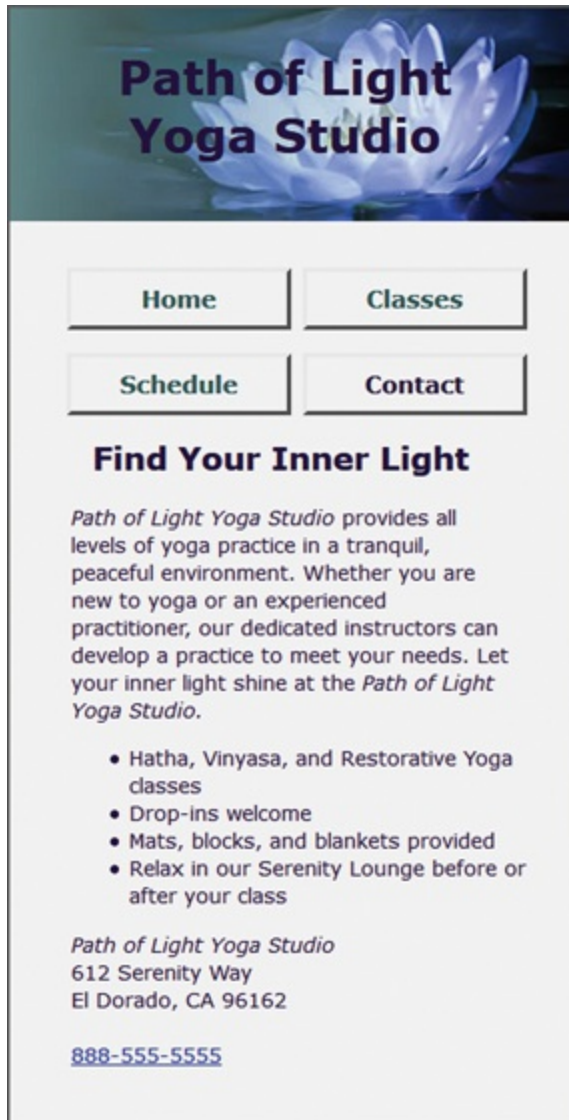 Path of Light
Yoga Studio
Home
Classes
Schedule
Contact
Find Your Inner Light
Path of Light Yoga Studio provides all
levels of yoga practice in a tranquil,
peaceful environment. Whether you are
new to yoga or an experienced
practitioner, our dedicated instructors can
develop a practice to meet your needs. Let
your inner light shine at the Path of Light
Yoga Studio.
• Hatha, Vinyasa, and Restorative Yoga
classes
• Drop-ins welcome
• Mats, blocks, and blankets provided
• Relax in our Serenity Lounge before or
after your class
Path of Light Yoga Studio
612 Serenity Way
El Dorado, CA 96162
888-555-5555